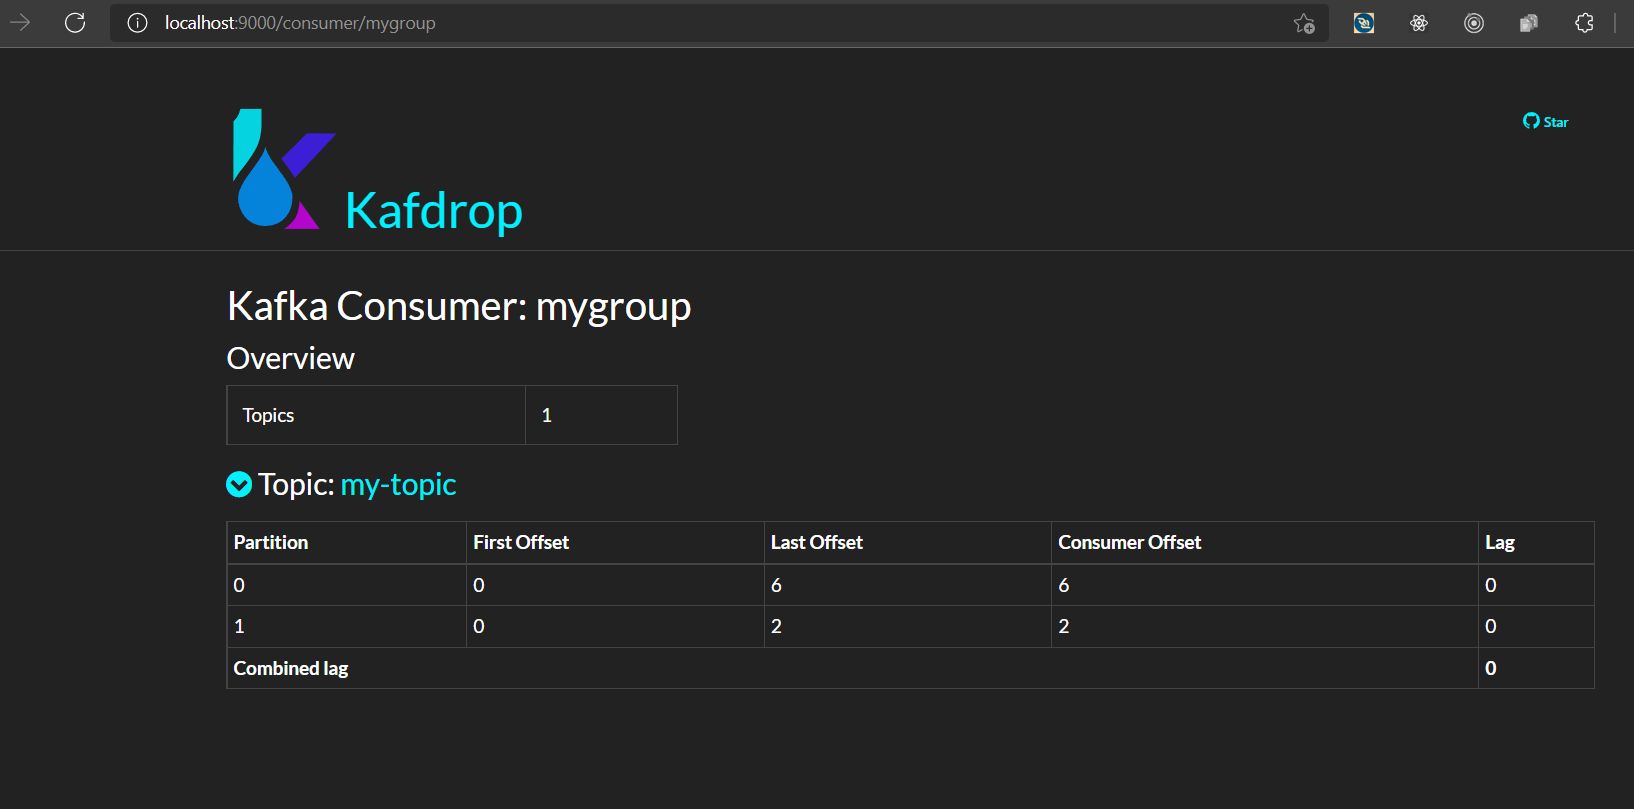 localhost:9000/consumer/mygroup
Star
Kafdrop
Kafka Consumer: mygroup
Overview
Topics 1
Topic: my-topic
Partition First Offset Last Offset Consumer Offset Lag
0 0 6 6 0
1 0 2 2 0
Combined lag 0